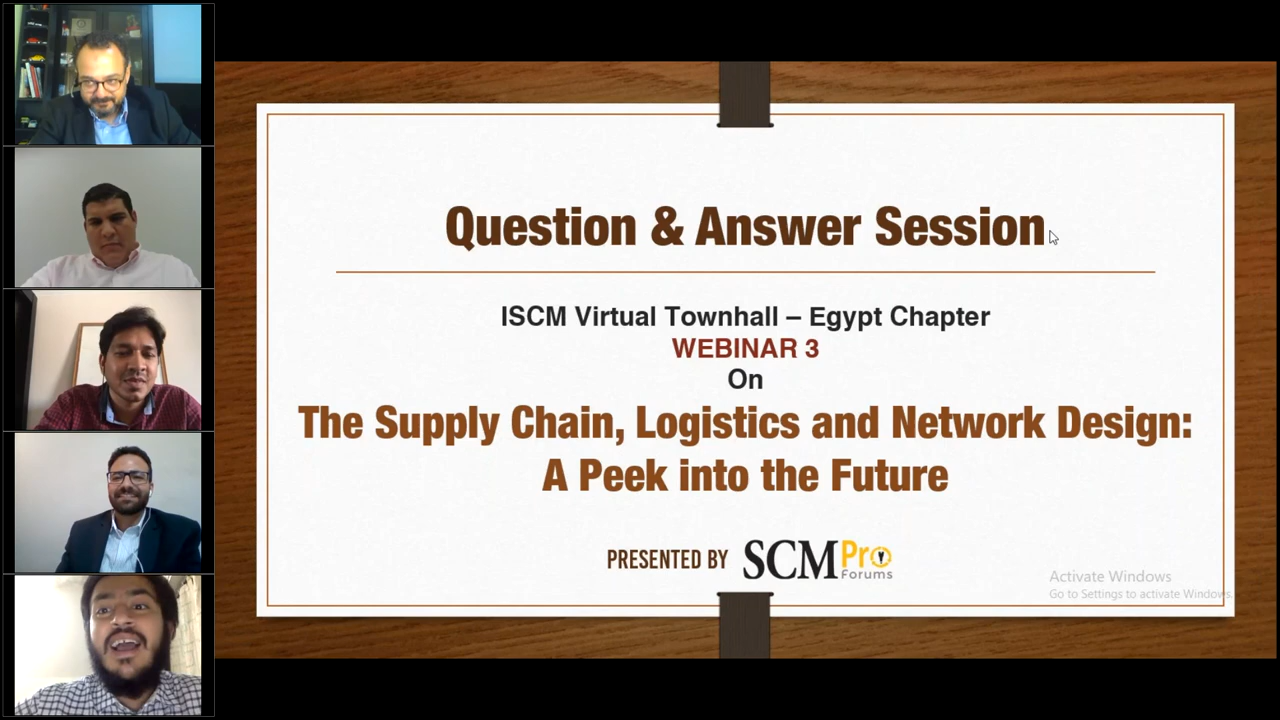 Question & Answer Session
ISCM Virtual Townhall – Egypt Chapter
WEBINAR 3
On
The Supply Chain, Logistics and Network Design:
A Peek into the Future
PRESENTED BY SCMPro
Forums
Activate Windows
Go to Settings to activate Windows.